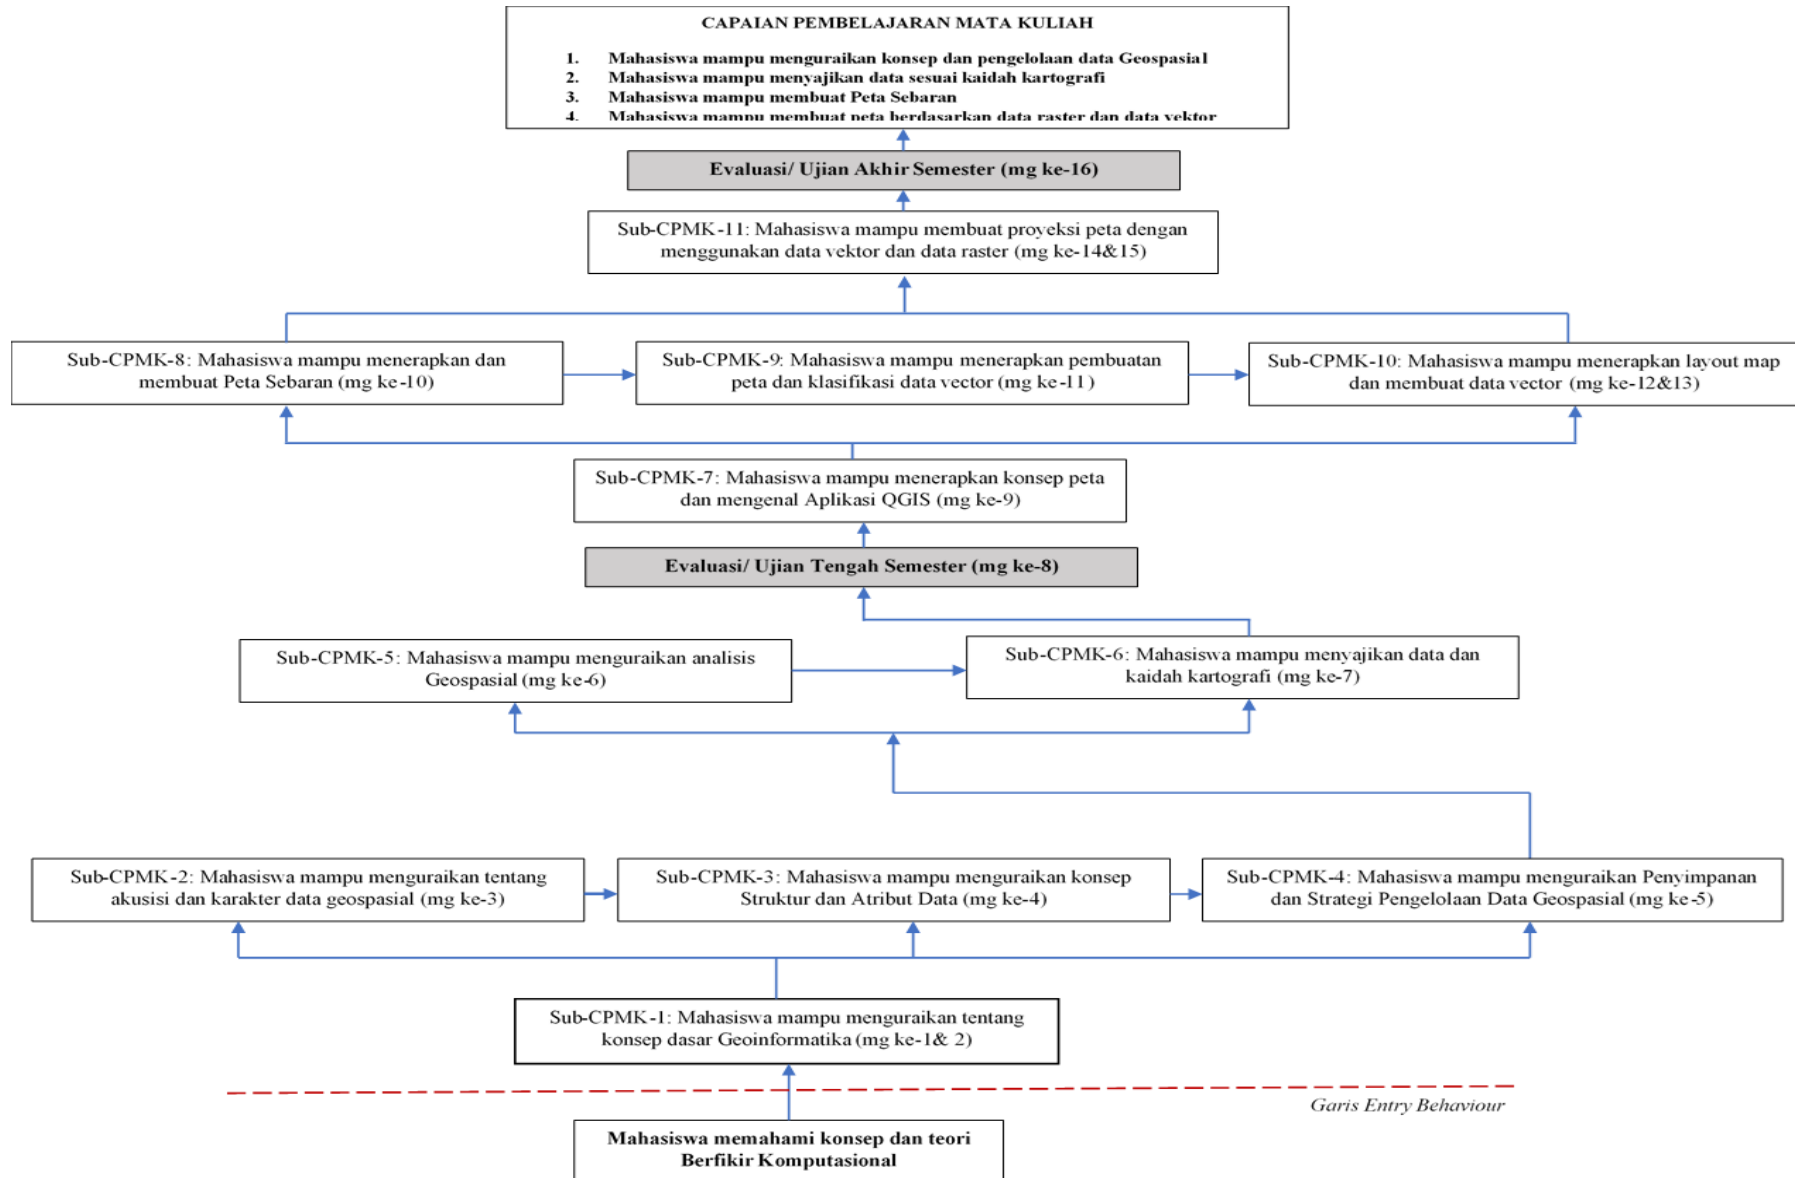 CAPAIAN PEMBELAJARAN MATA KULIAH
1. Mahasiswa mampu menguraikan konsep dan pengelolaan data Geospasial
2. Mahasiswa mampu menyajikan data sesuai kaidah kartografi
3. Mahasiswa mampu membuat Peta Sebaran
4. Mahasiswa mampu membuat peta berdasarkan data raster dan data vektor
Evaluasi/ Ujian Akhir Semester (mg ke-16)
Sub-CPMK-11: Mahasiswa mampu membuat proyeksi peta dengan
menggunakan data vektor dan data raster (mg ke-14&15)
Sub-CPMK-8: Mahasiswa mampu menerapkan dan
membuat Peta Sebaran (mg ke-10)
Sub-CPMK-9: Mahasiswa mampu menerapkan pembuatan
peta dan klasifikasi data vector (mg ke-11)
Sub-CPMK-10: Mahasiswa mampu menerapkan layout map
dan membuat data vector (mg ke-12&13)
Sub-CPMK-7: Mahasiswa mampu menerapkan konsep peta
dan mengenal Aplikasi QGIS (mg ke-9)
Evaluasi/ Ujian Tengah Semester (mg ke-8)
Sub-CPMK-5: Mahasiswa mampu menguraikan analisis
Geospasial (mg ke-6)
Sub-CPMK-6: Mahasiswa mampu menyajikan data dan
kaidah kartografi (mg ke-7)
Sub-CPMK-2: Mahasiswa mampu menguraikan tentang
akusisi dan karakter data geospasial (mg ke-3)
Sub-CPMK-3: Mahasiswa mampu menguraikan konsep
Struktur dan Atribut Data (mg ke-4)
Sub-CPMK-4: Mahasiswa mampu menguraikan Penyimpanan
dan Strategi Pengelolaan Data Geospasial (mg ke-5)
Sub-CPMK-1: Mahasiswa mampu menguraikan tentang
konsep dasar Geoinformatika (mg ke-1& 2)
Garis Entry Behaviour
Mahasiswa memahami konsep dan teori
Berfikir Komputasional